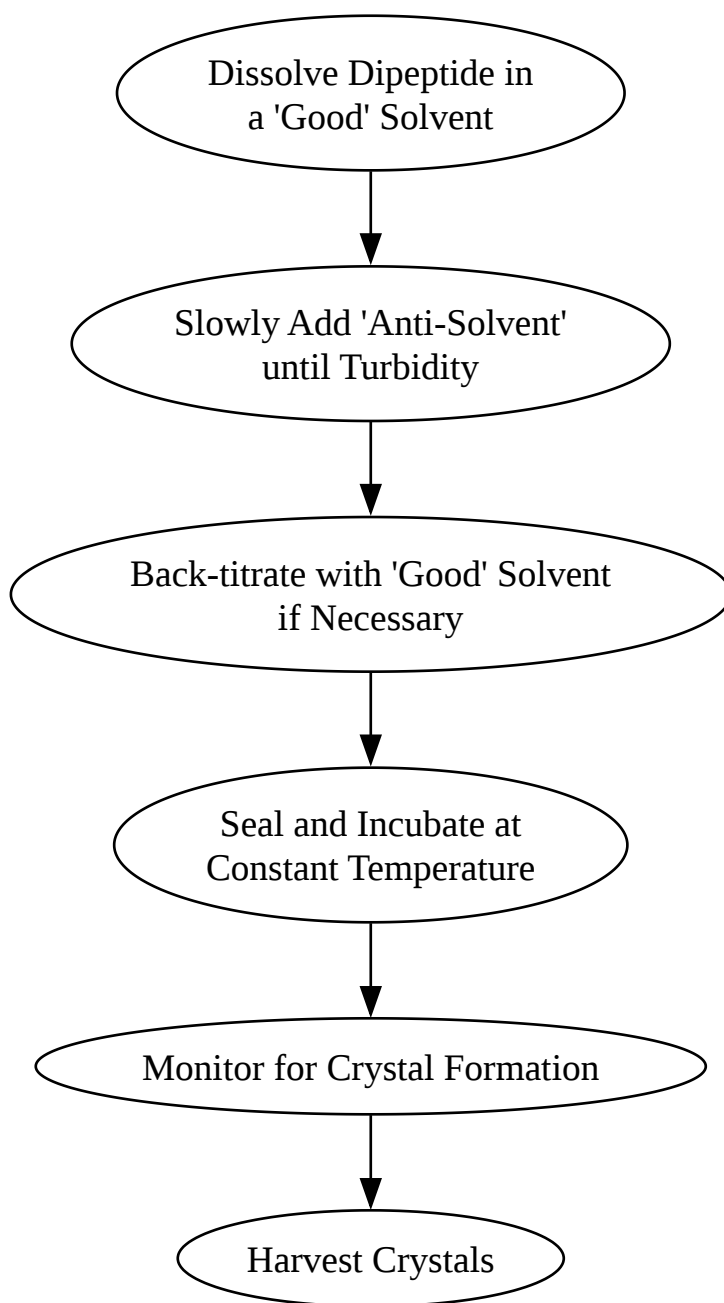 Dissolve Dipeptide in
a 'Good' Solvent
Slowly Add 'Anti-Solvent'
until Turbidity
Back-titrate with 'Good' Solvent
if Necessary
Seal and Incubate at
Constant Temperature
Monitor for Crystal Formation
Harvest Crystals